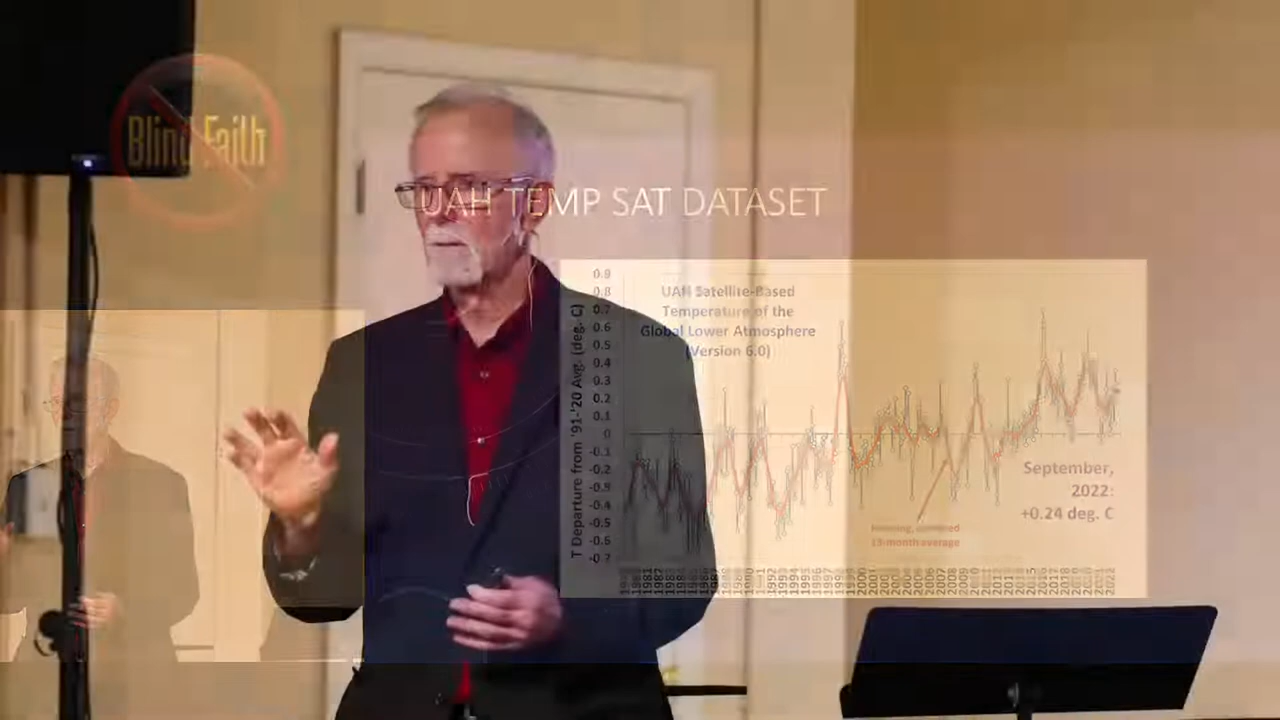 Blind Faith
UAH TEMP SAT DATASET
UAH Satellite-Based
Temperature of the
Global Lower Atmosphere
(Version 6.0)
T Departure from '91-'20 Avg. (deg. C)
0.9
0.8
0.7
0.6
0.5
0.4
0.3
0.2
0.1
0
-0.1
-0.2
-0.3
-0.4
-0.5
-0.6
-0.7
September,
2022:
+0.24 deg. C
Running, centered
13-month average